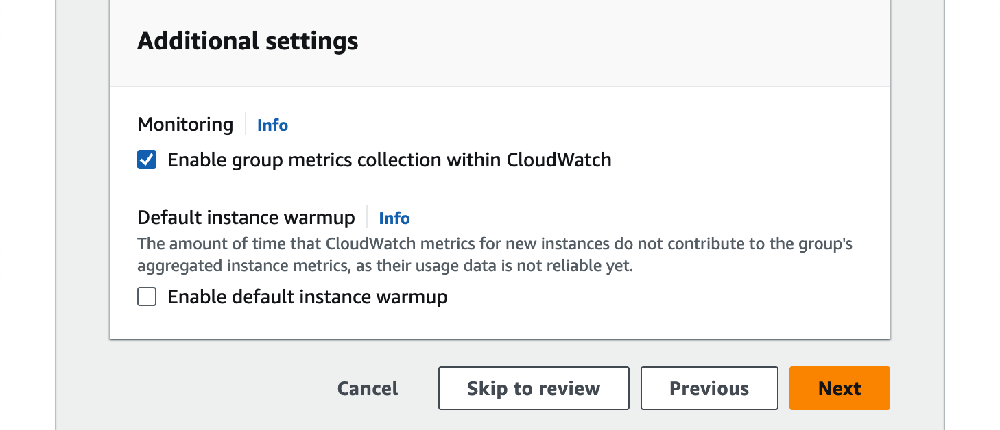 Additional settings
Monitoring Info
Enable group metrics collection within CloudWatch
Default instance warmup Info
The amount of time that CloudWatch metrics for new instances do not contribute to the group's
aggregated instance metrics, as their usage data is not reliable yet.
Enable default instance warmup
Cancel Skip to review Previous Next